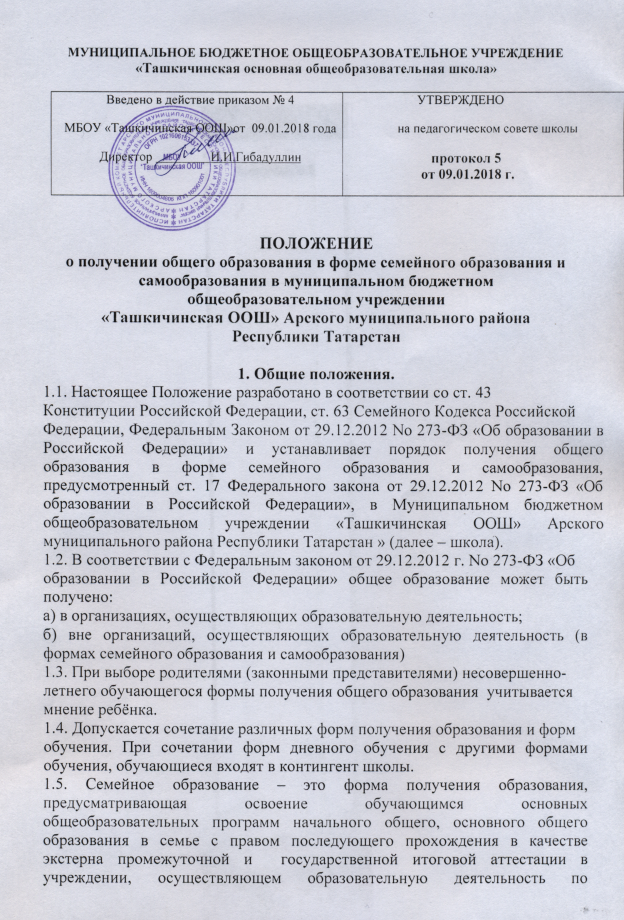 МУНИЦИПАЛЬНОЕ БЮДЖЕТНОЕ ОБЩЕОБРАЗОВАТЕЛЬНОЕ УЧРЕЖДЕНИЕ
«Ташкичинская основная общеобразовательная школа»
Введено в действие приказом № 4
МБОУ «Ташкичинская ООШ»от 09.01.2018 года
Директор И.И.Гибадуллин
МБОУ
"Ташкичинская ООШ"
УТВЕРЖДЕНО
на педагогическом совете школы
протокол 5
от 09.01.2018 г.
ПОЛОЖЕНИЕ
о получении общего образования в форме семейного образования и
самообразования в муниципальном бюджетном
общеобразовательном учреждении
«Ташкичинская ООШ» Арского муниципального района
Республики Татарстан
1. Общие положения.
1.1. Настоящее Положение разработано в соответствии со ст. 43
Конституции Российской Федерации, ст. 63 Семейного Кодекса Российской
Федерации, Федеральным Законом от 29.12.2012 No 273-ФЗ «Об образовании в
Российской Федерации» и устанавливает порядок получения общего
образования в форме семейного образования и самообразования,
предусмотренный ст. 17 Федерального закона от 29.12.2012 No 273-ФЗ «Об
образовании в Российской Федерации», в Муниципальном бюджетном
общеобразовательном учреждении «Ташкичинская ООШ» Арского
муниципального района Республики Татарстан » (далее – школа).
1.2. В соответствии с Федеральным законом от 29.12.2012 г. No 273-ФЗ «Об
образовании в Российской Федерации» общее образование может быть
получено:
а) в организациях, осуществляющих образовательную деятельность;
б) вне организаций, осуществляющих образовательную деятельность (в
формах семейного образования и самообразования)
1.3. При выборе родителями (законными представителями) несовершенно-
летнего обучающегося формы получения общего образования учитывается
мнение ребёнка.
1.4. Допускается сочетание различных форм получения образования и форм
обучения. При сочетании форм дневного обучения с другими формами
обучения, обучающиеся входят в контингент школы.
1.5. Семейное образование – это форма получения образования,
предусматривающая освоение обучающимся основных
общеобразовательных программ начального общего, основного общего
образования в семье с правом последующего прохождения в качестве
экстерна промежуточной и государственной итоговой аттестации в
учреждении, осуществляющем образовательную деятельность по